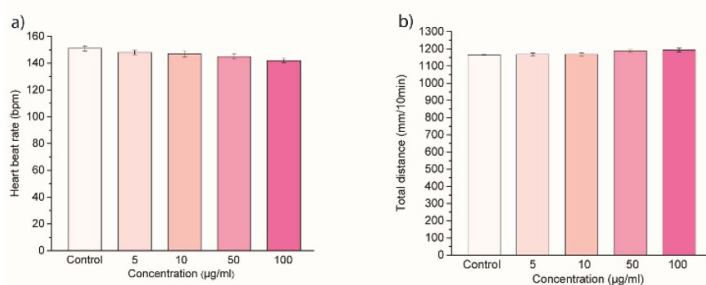 a)
Heart beat rate (bpm)
160
140
120
100
80
60
40
20
0
Control 5 10 50 100
Concentration (µg/ml)
b)
Total distance (mm/10min)
1300
1200
1100
1000
900
800
700
600
500
400
300
200
100
0
Control 5 10 50 100
Concentration (µg/ml)